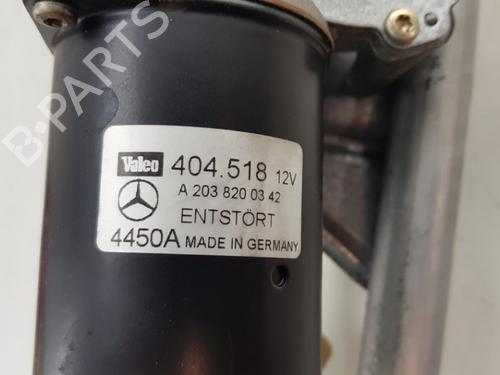 B-PARTS
Valeo 404.518 12V
A 203 820 03 42
ENTSTÖRT
4450A MADE IN GERMANY